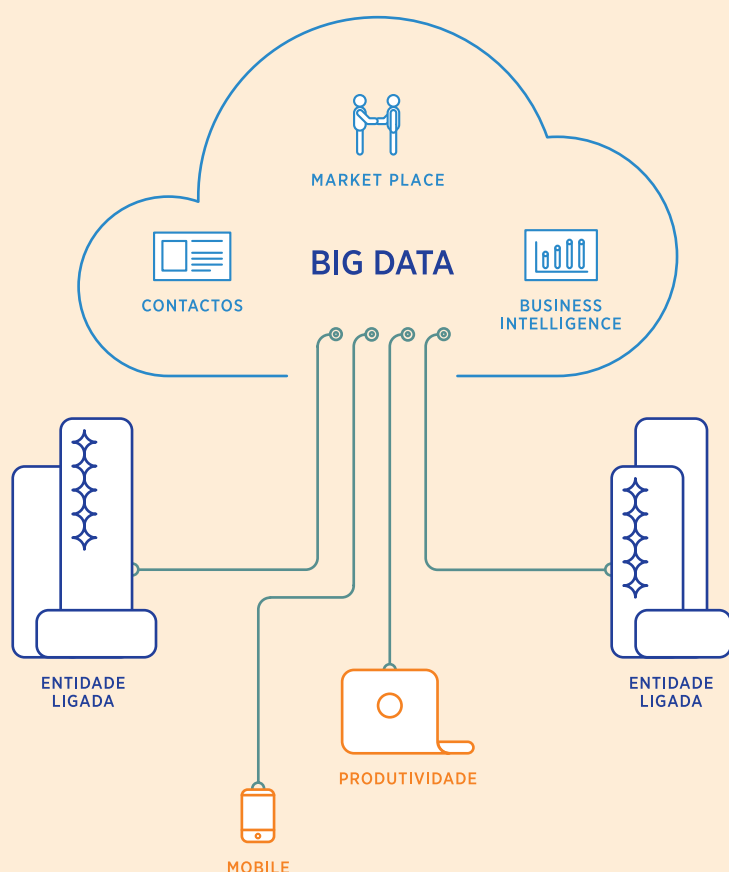 MARKET PLACE
BIG DATA
CONTACTOS
BUSINESS
INTELLIGENCE
ENTIDADE
LIGADA
ENTIDADE
LIGADA
PRODUTIVIDADE
MOBILE